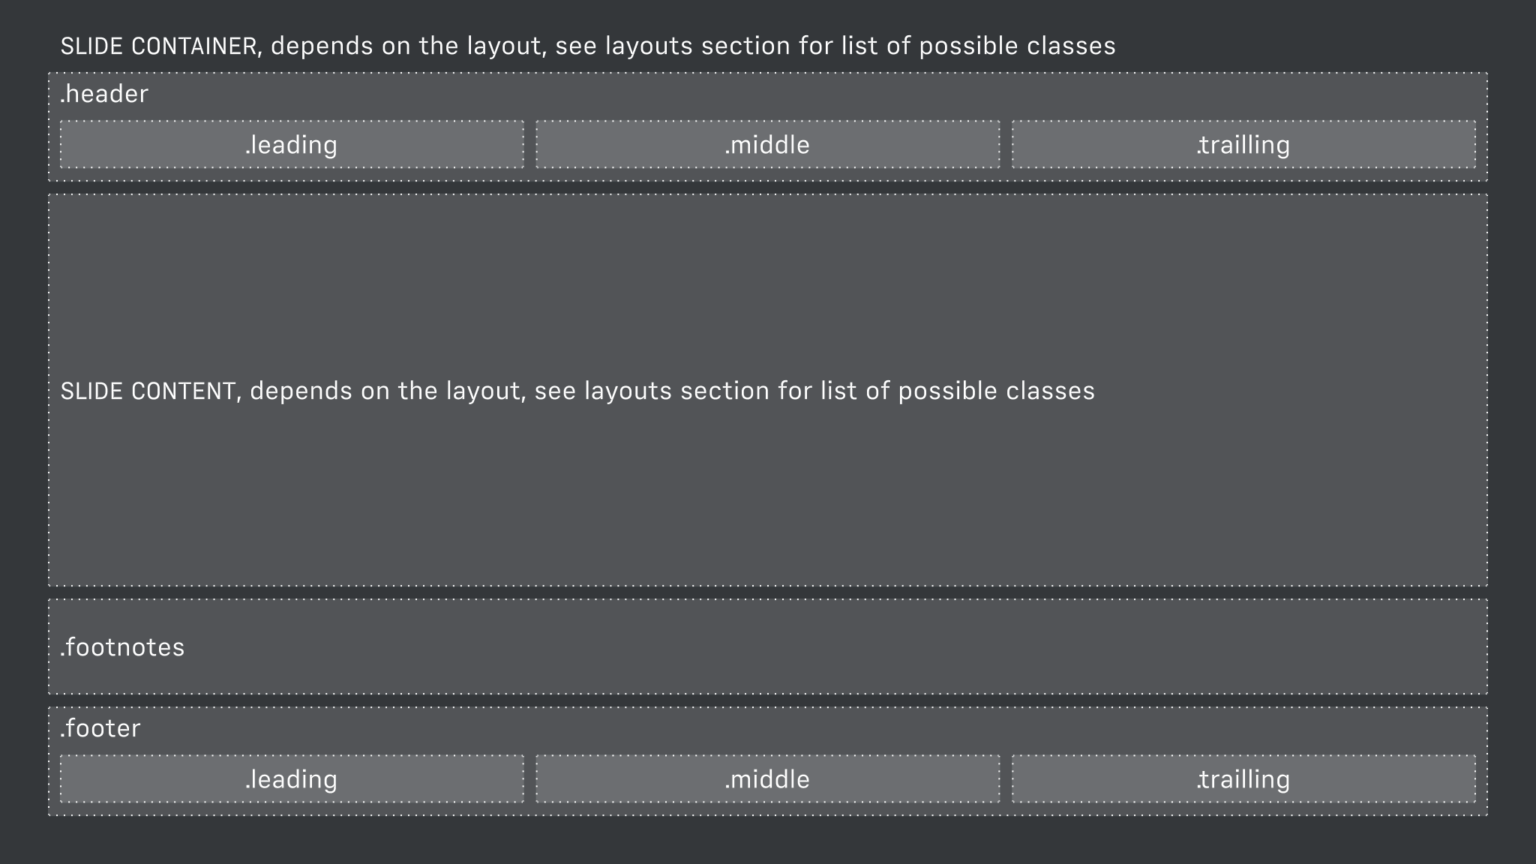 SLIDE CONTAINER, depends on the layout, see layouts section for list of possible classes
.header
.leading
.middle
.trailling
SLIDE CONTENT, depends on the layout, see layouts section for list of possible classes
.footnotes
.footer
.leading
.middle
.trailling